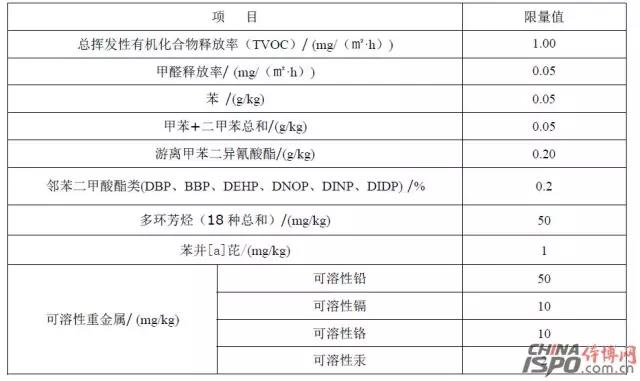 项 目 限量值
总挥发性有机化合物释放率（TVOC）/ (mg/（㎡·h）) 1.00
甲醛释放率/ (mg/（㎡·h）) 0.05
苯 /(g/kg) 0.05
甲苯+二甲苯总和/(g/kg) 0.05
游离甲苯二异氰酸酯/(g/kg) 0.20
邻苯二甲酸酯类(DBP、BBP、DEHP、DNOP、DINP、DIDP) /% 0.2
多环芳烃（18 种总和）/(mg/kg) 50
苯并[a]芘/(mg/kg) 1
可溶性重金属/ (mg/kg) 可溶性铅 50
可溶性镉 10
可溶性铬 10
可溶性汞
CHINA
ISPO
.com.cn